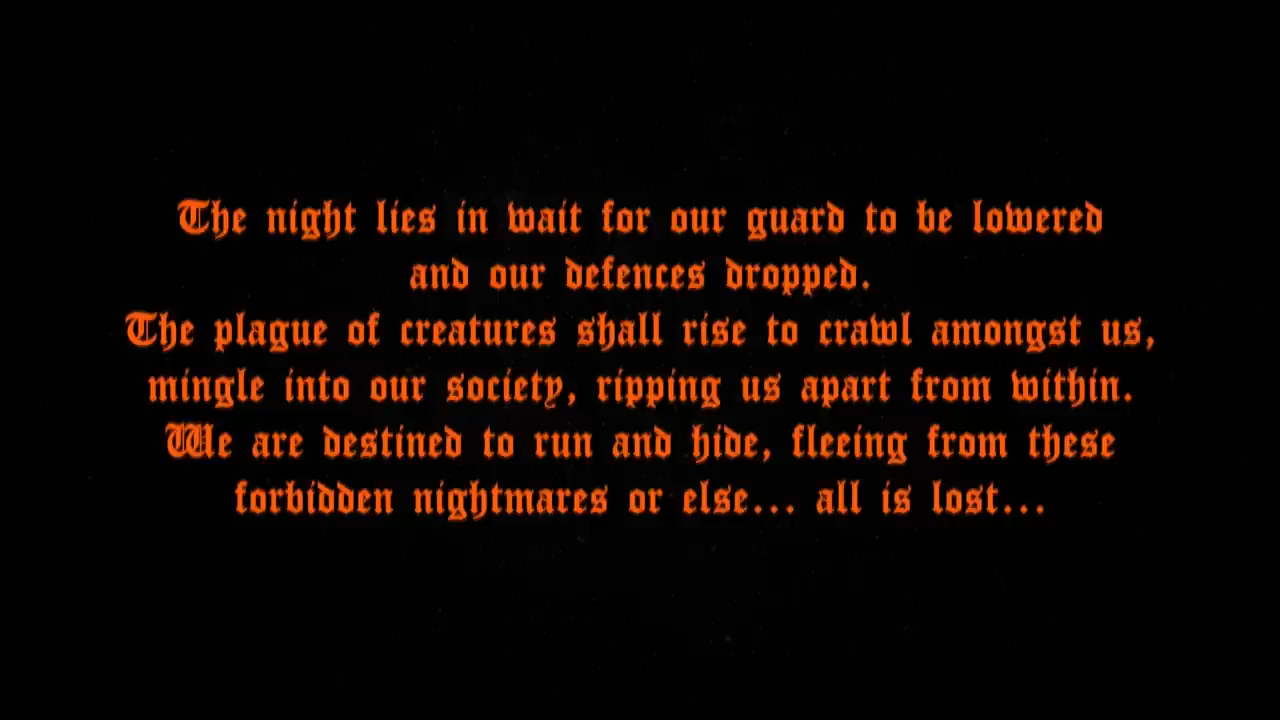 The night lies in wait for our guard to be lowered
and our defences dropped.
The plague of creatures shall rise to crawl amongst us,
mingle into our society, ripping us apart from within.
We are destined to run and hide, fleeing from these
forbidden nightmares or else... all is lost...